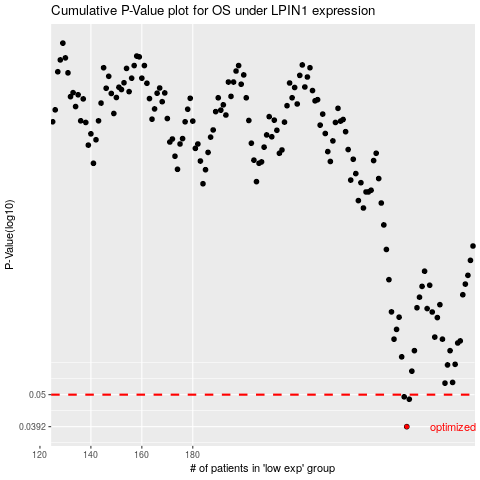 Cumulative P-Value plot for OS under LPIN1 expression
P-Value(log10)
0.05
0.0392
optimized
120 140 160 180
# of patients in 'low exp' group